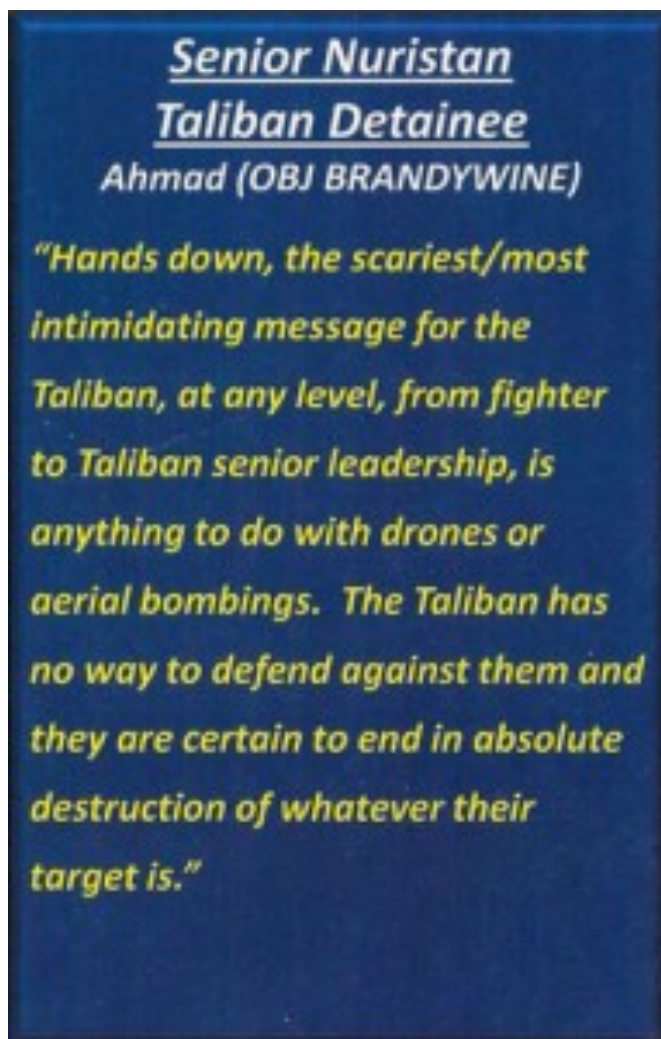 Senior Nuristan
Taliban Detainee
Ahmad (OBJ BRANDYWINE)
“Hands down, the scariest/most
intimidating message for the
Taliban, at any level, from fighter
to Taliban senior leadership, is
anything to do with drones or
aerial bombings.  The Taliban has
no way to defend against them and
they are certain to end in absolute
destruction of whatever their
target is.”